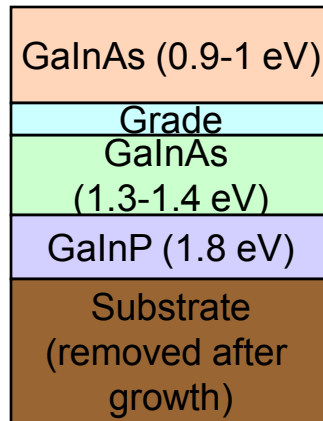 GaInAs (0.9-1 eV)
Grade
GaInAs
(1.3-1.4 eV)
GaInP (1.8 eV)
Substrate
(removed after
growth)